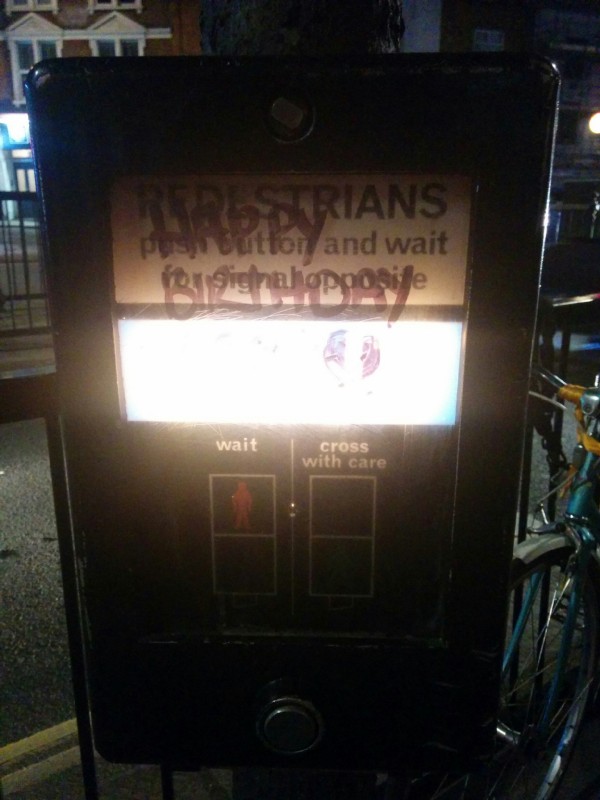 PEDESTRIANS
push button and wait
for signal opposite
HAPPY
BIRTHDAY
wait
cross
with care